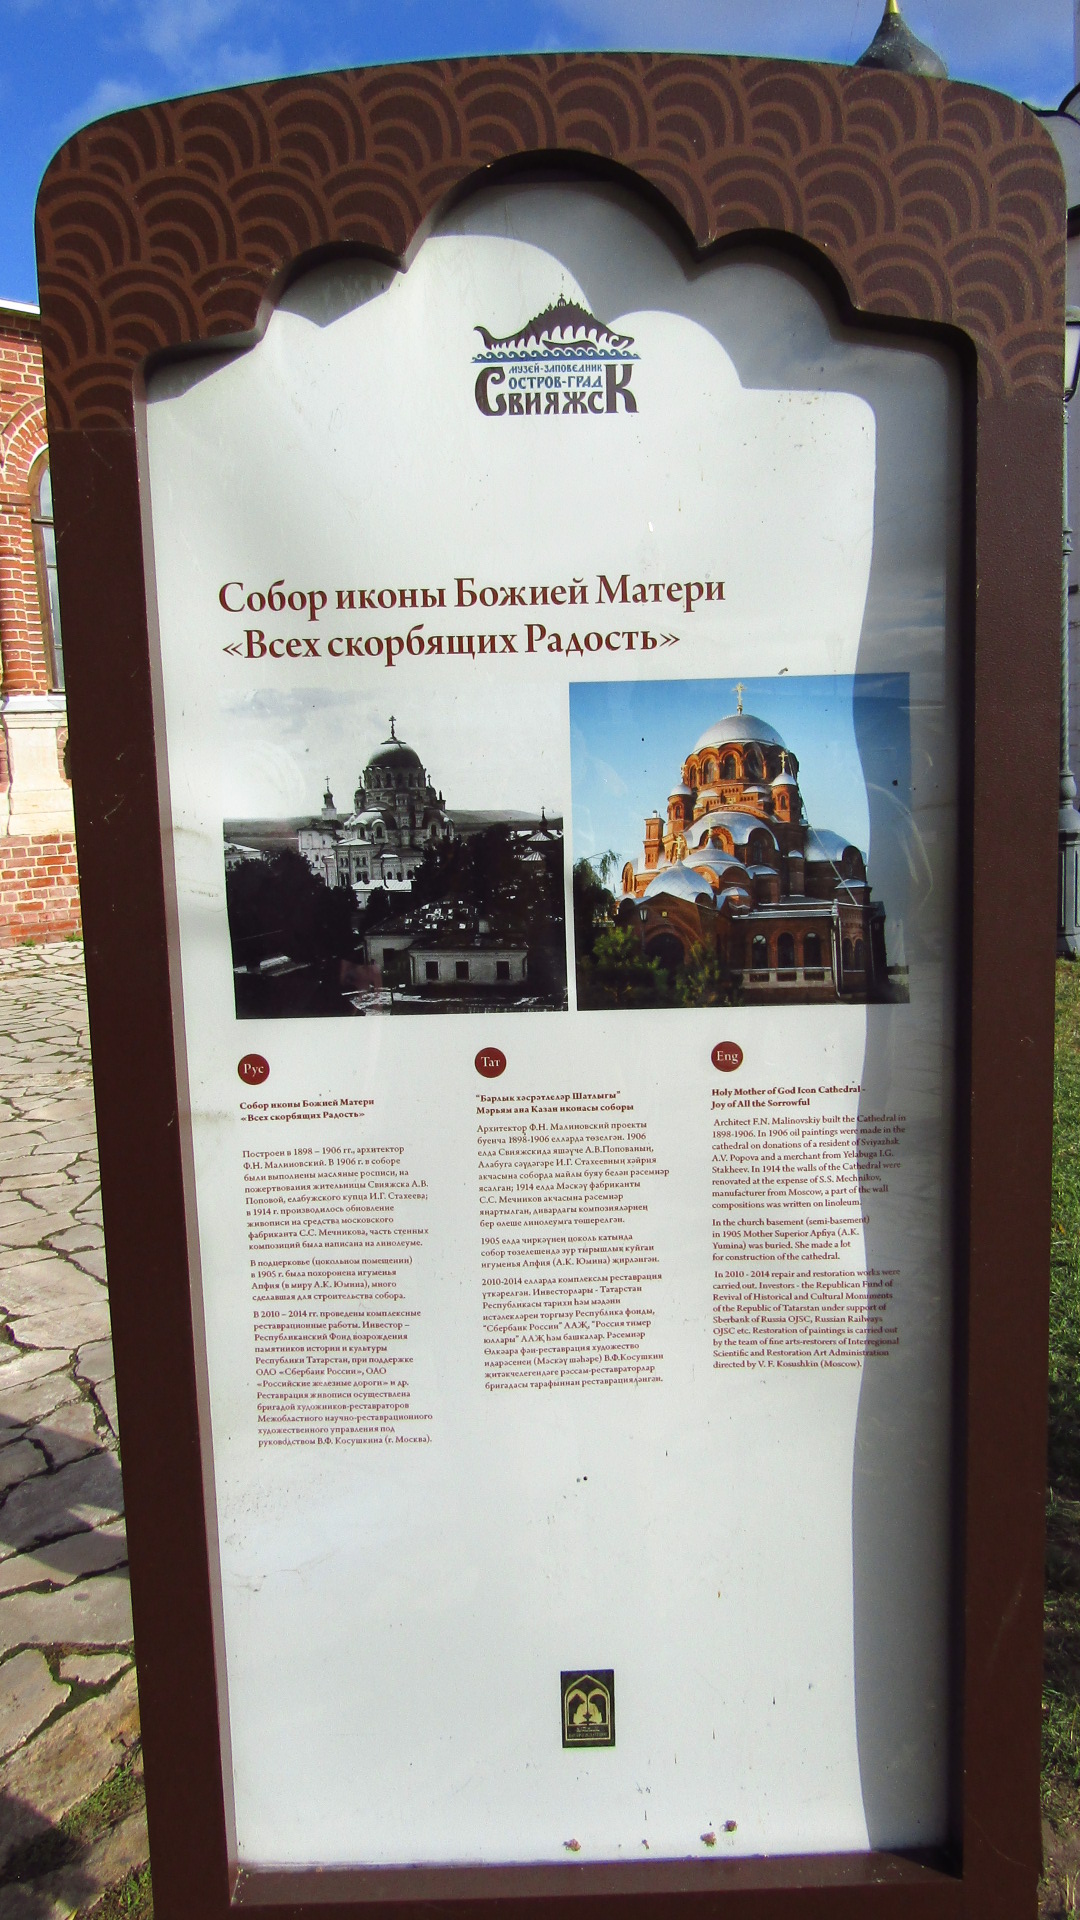 МУЗЕЙ-ЗАПОВЕДНИК
ОСТРОВ-ГРАД
СВИЯЖСК
Собор иконы Божией Матери
«Всех скорбящих Радость»
Рус
Собор иконы Божией Матери
«Всех скорбящих Радость»
Построен в 1898 – 1906 гг., архитектор
Ф.Н. Малиновский. В 1906 г. в соборе
были выполнены масляные росписи, на
пожертвования жительницы Свияжска А.В.
Поповой, елабужского купца И.Г. Стахеева;
в 1914 г. производилось обновление
живописи на средства московского
фабриканта С.С. Мечникова, часть стенных
композиций была написана на линолеуме.
В подцерковье (цокольном помещении)
в 1905 г. была похоронена игуменья
Апфия (в миру А.К. Юмина), много
сделавшая для строительства собора.
В 2010 – 2014 гг. проведены комплексные
реставрационные работы. Инвестор –
Республиканский Фонд возрождения
памятников истории и культуры
Республики Татарстан, при поддержке
ОАО «Сбербанк России», ОАО
«Российские железные дороги» и др.
Реставрация живописи осуществлена
бригадой художников-реставраторов
Межобластного научно-реставрационного
художественного управления под
руководством В.Ф. Косушкина (г. Москва).
Тат
"Барлык хәсрәтлеләр Шатлыгы"
Мәрьям ана Казан иконасы соборы
Архитектор Ф.Н. Малиновский проекты
буенча 1898-1906 елларда төзелгән. 1906
елда Свияжскида яшәүче А.В.Попованың,
Алабуга сәүдәгәре И.Г. Стахеевның хәйрия
акчасына соборда майлы буяу белән рәсемнәр
ясалган; 1914 елда Мәскәү фабриканты
С.С. Мечников акчасына рәсемнәр
яңартылган, дивардагы композицияләрнең
бер өлеше линолеумга төшерелгән.
1905 елда чиркәүнең цоколь катында
собор төзелешендә зур тырышлык куйган
игуменья Апфия (А.К. Юмина) җирләнгән.
2010-2014 елларда комплекслы реставрация
үткәрелгән. Инвесторлары - Татарстан
Республикасы тарихи һәм мәдәни
истәлекләрен торгызу Республика фонды,
"Сбербанк России" ААҖ, "Россия тимер
юллары" ААҖ һәм башкалар. Рәсемнәр
Өлкәара фән-реставрация художество
идарәсенең (Мәскәү шәһәре) В.Ф.Косушкин
җитәкчелегендәге рәссам-реставраторлар
бригадасы тарафыннан реставрацияләнгән.
Eng
Holy Mother of God Icon Cathedral -
Joy of All the Sorrowful
Architect F.N. Malinovskiy built the Cathedral in
1898-1906. In 1906 oil paintings were made in the
cathedral on donations of a resident of Sviyazhsk
A.V. Popova and a merchant from Yelabuga I.G.
Stakheev. In 1914 the walls of the Cathedral were
renovated at the expense of S.S. Mechnikov,
manufacturer from Moscow, a part of the wall
compositions was written on linoleum.
In the church basement (semi-basement)
in 1905 Mother Superior Apfiya (A.K.
Yumina) was buried. She made a lot
for construction of the cathedral.
In 2010 - 2014 repair and restoration works were
carried out. Investors - the Republican Fund of
Revival of Historical and Cultural Monuments
of the Republic of Tatarstan under support of
Sberbank of Russia OJSC, Russian Railways
OJSC etc. Restoration of paintings is carried out
by the team of fine arts-restorers of Interregional
Scientific and Restoration Art Administration
directed by V. F. Kosushkin (Moscow).